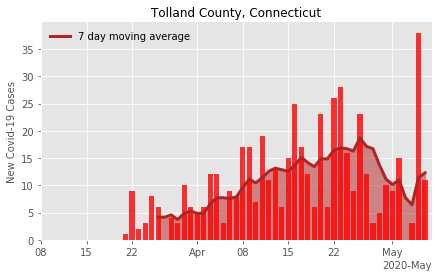 Tolland County, Connecticut
7 day moving average
New Covid-19 Cases
35
30
25
20
15
10
5
0
08
15
22
Apr
08
15
22
May
2020-May